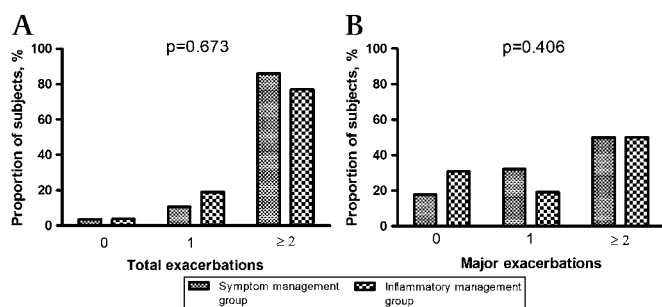 A
p=0.673
Proportion of subjects, %
100
80
60
40
20
0
0 1 ≥ 2
Total exacerbations
B
p=0.406
Proportion of subjects, %
100
80
60
40
20
0
0 1 ≥ 2
Major exacerbations
Symptom management
group
Inflammatory management
group